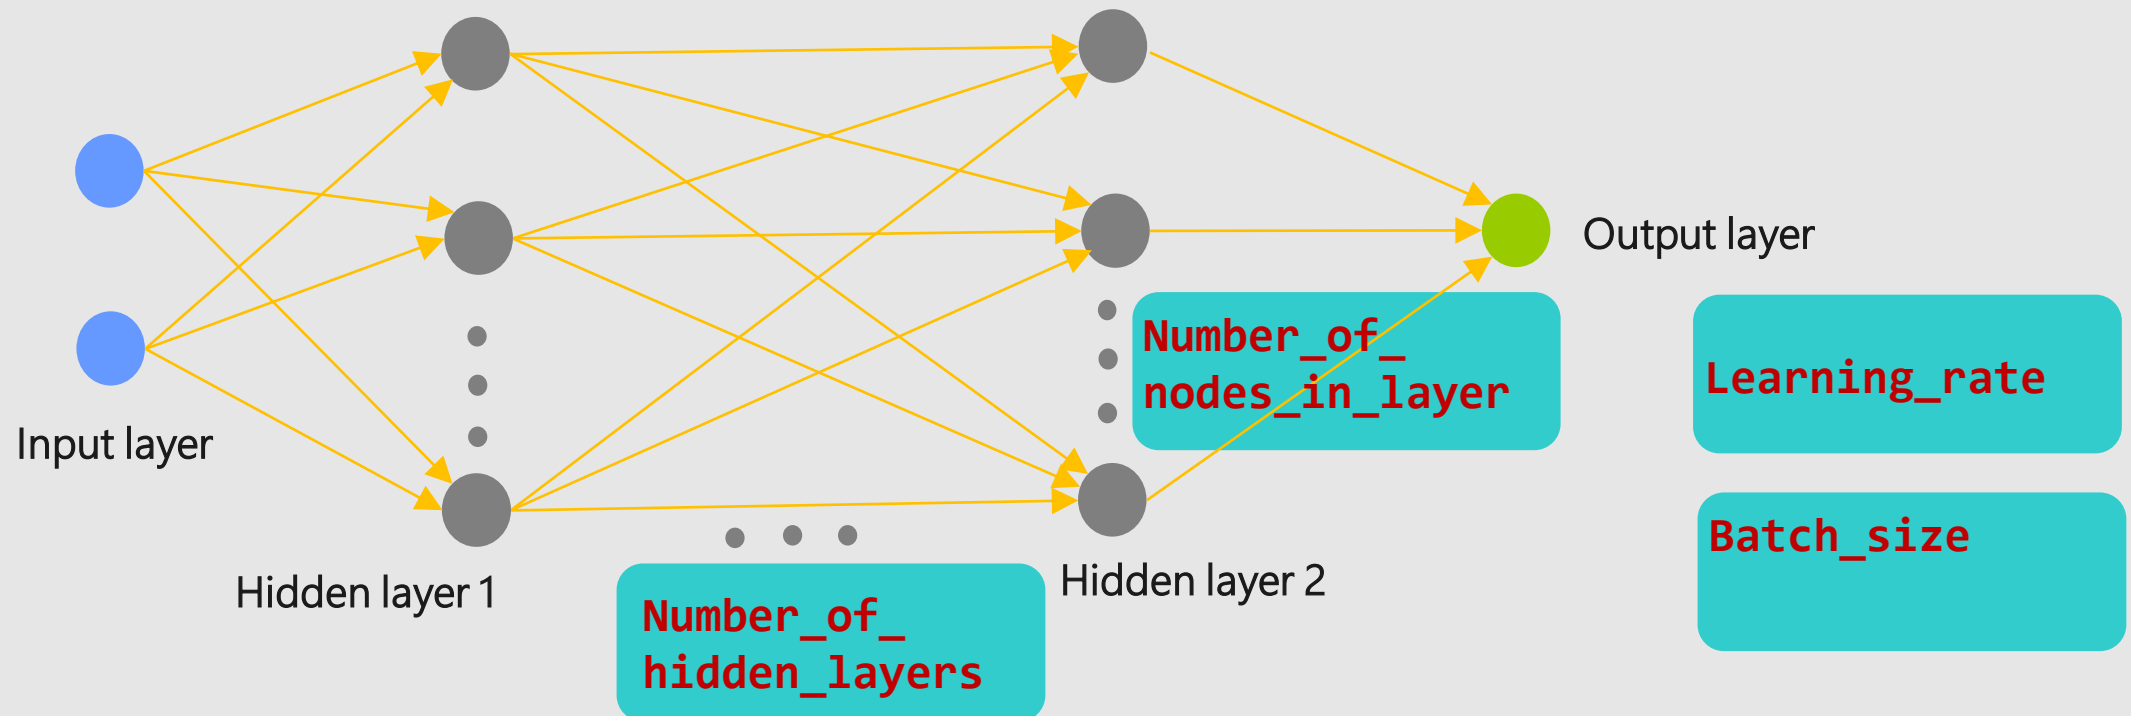 Output layer
Number_of_
nodes_in_layer
Learning_rate
Input layer
Batch_size
Hidden layer 1
Hidden layer 2
Number_of_
hidden_layers